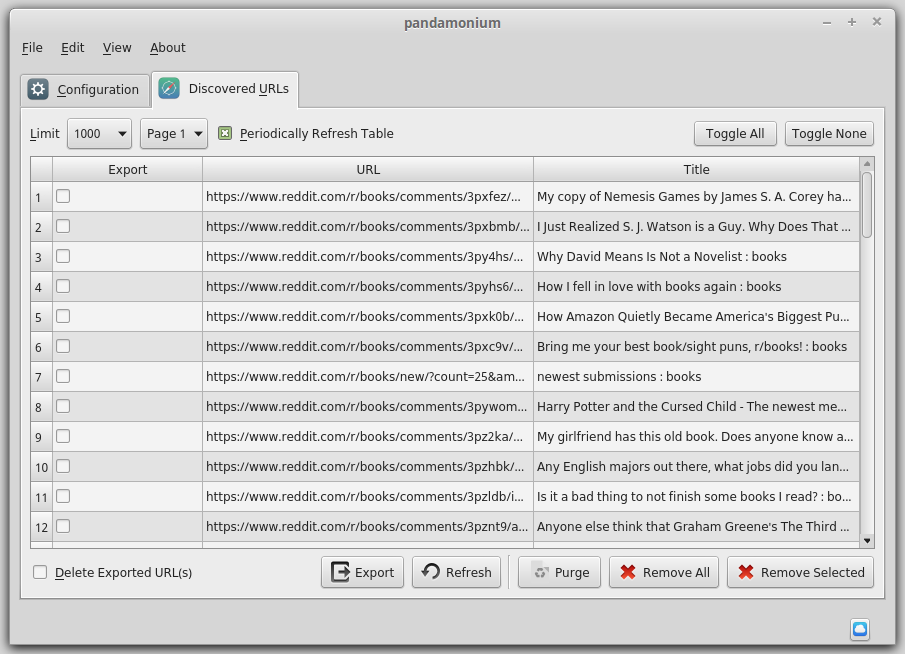 pandamonium
File Edit View About
Configuration Discovered URLs
Limit 1000 Page 1 Periodically Refresh Table Toggle All Toggle None
Export URL Title
1 https://www.reddit.com/r/books/comments/3pxfez/... My copy of Nemesis Games by James S. A. Corey ha...
2 https://www.reddit.com/r/books/comments/3pxbmb/... I Just Realized S. J. Watson is a Guy. Why Does That ...
3 https://www.reddit.com/r/books/comments/3py4hs/... Why David Means Is Not a Novelist : books
4 https://www.reddit.com/r/books/comments/3pyhs6/... How I fell in love with books again : books
5 https://www.reddit.com/r/books/comments/3pxk0b/... How Amazon Quietly Became America's Biggest Pu...
6 https://www.reddit.com/r/books/comments/3pxc9v/... Bring me your best book/sight puns, r/books! : books
7 https://www.reddit.com/r/books/new/?count=25&am... newest submissions : books
8 https://www.reddit.com/r/books/comments/3pywom... Harry Potter and the Cursed Child - The newest me...
9 https://www.reddit.com/r/books/comments/3pz2ka/... My girlfriend has this old book. Does anyone know a...
10 https://www.reddit.com/r/books/comments/3pzhbk/... Any English majors out there, what jobs did you lan...
11 https://www.reddit.com/r/books/comments/3pzldb/i... Is it a bad thing to not finish some books I read? : bo...
12 https://www.reddit.com/r/books/comments/3pznt9/a... Anyone else think that Graham Greene's The Third ...
Delete Exported URL(s) Export Refresh Purge Remove All Remove Selected